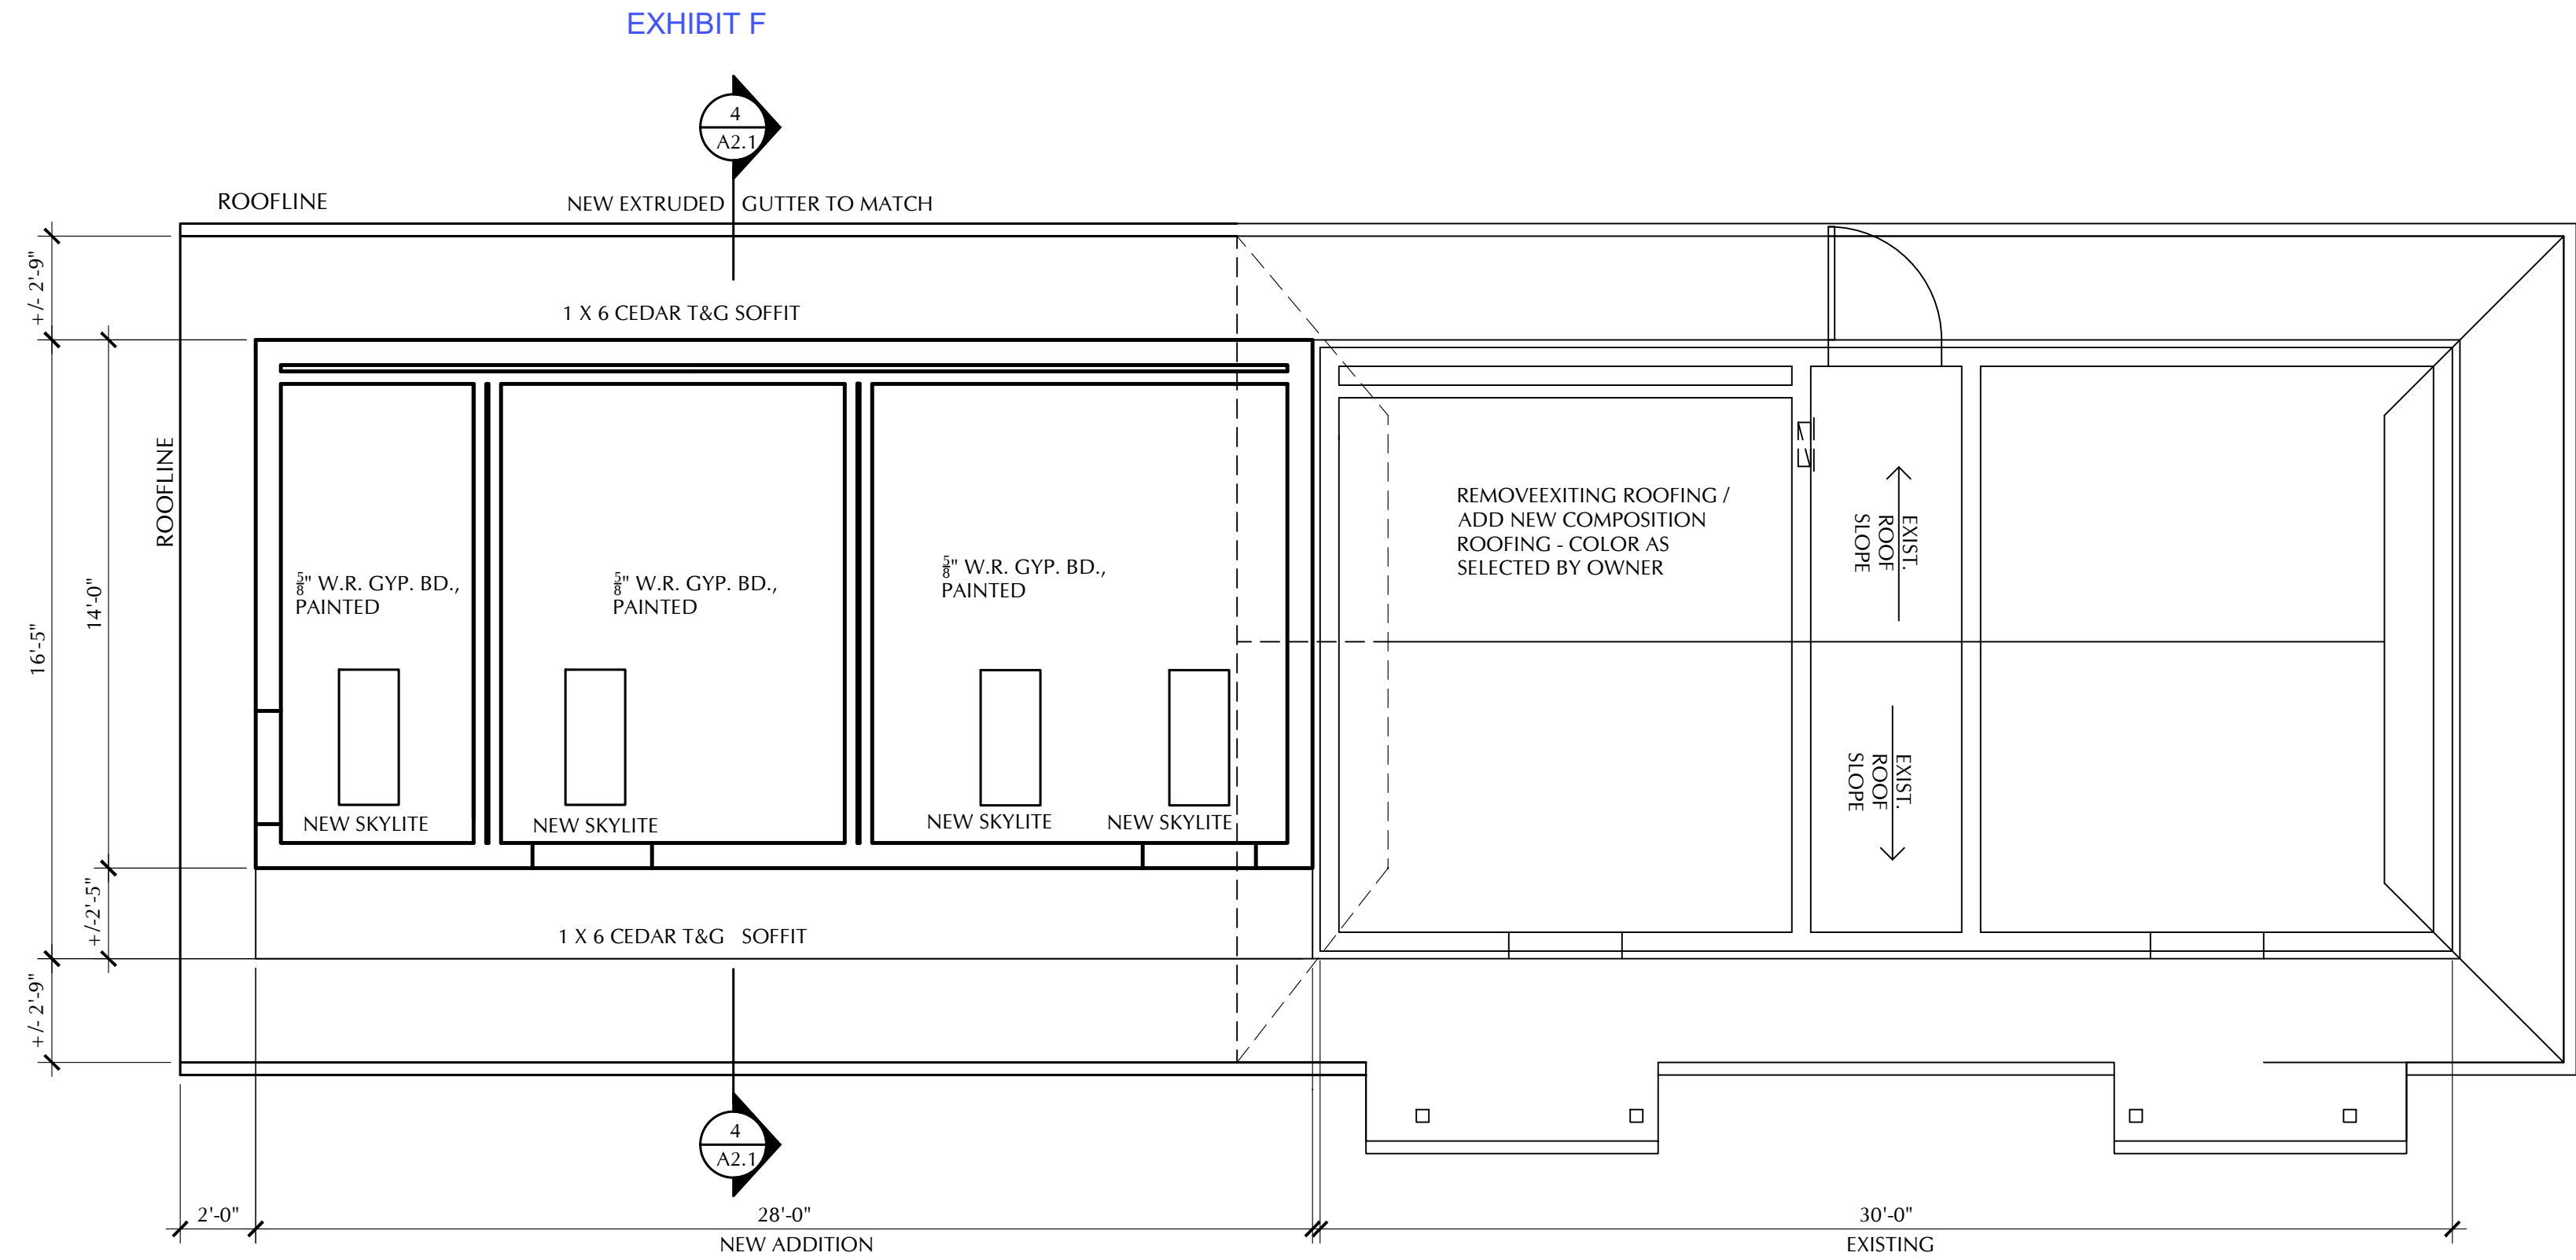 EXHIBIT F
4
A2.1
ROOFLINE
NEW EXTRUDED GUTTER TO MATCH
+/- 2'-9"
1 X 6 CEDAR T&G SOFFIT
ROOFLINE
16'-5"
14'-0"
5/8" W.R. GYP. BD.,
PAINTED
5/8" W.R. GYP. BD.,
PAINTED
5/8" W.R. GYP. BD.,
PAINTED
REMOVEEXITING ROOFING /
ADD NEW COMPOSITION
ROOFING - COLOR AS
SELECTED BY OWNER
EXIST.
ROOF
SLOPE
EXIST.
ROOF
SLOPE
NEW SKYLITE
NEW SKYLITE
NEW SKYLITE
NEW SKYLITE
+/-2'-5"
1 X 6 CEDAR T&G SOFFIT
+/- 2'-9"
4
A2.1
2'-0"
28'-0"
NEW ADDITION
30'-0"
EXISTING